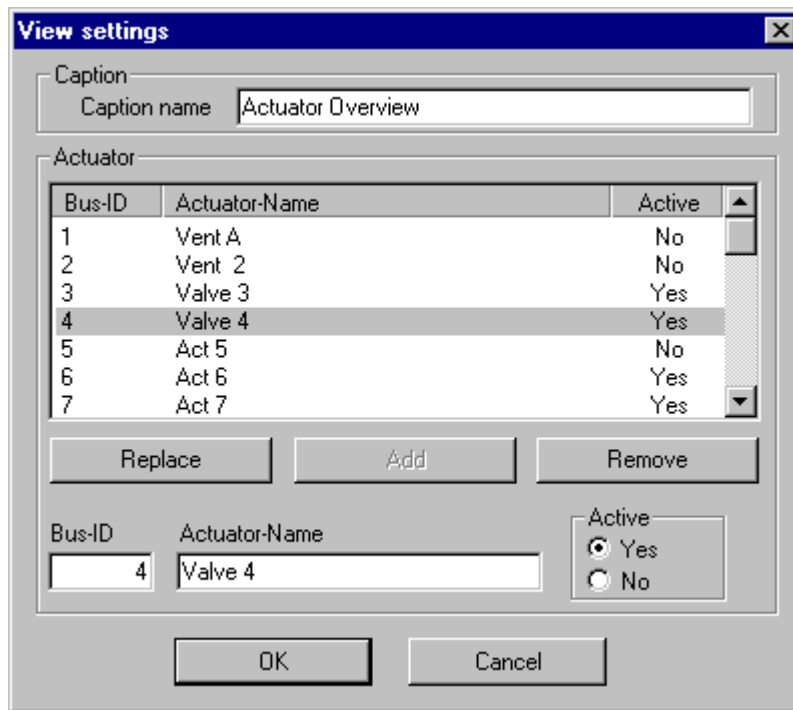 View settings
Caption
Caption name Actuator Overview
Actuator
Bus-ID Actuator-Name Active
1 Vent A No
2 Vent 2 No
3 Valve 3 Yes
4 Valve 4 Yes
5 Act 5 No
6 Act 6 Yes
7 Act 7 Yes
Replace Add Remove
Bus-ID Actuator-Name Active
4 Valve 4 Yes
No
OK Cancel